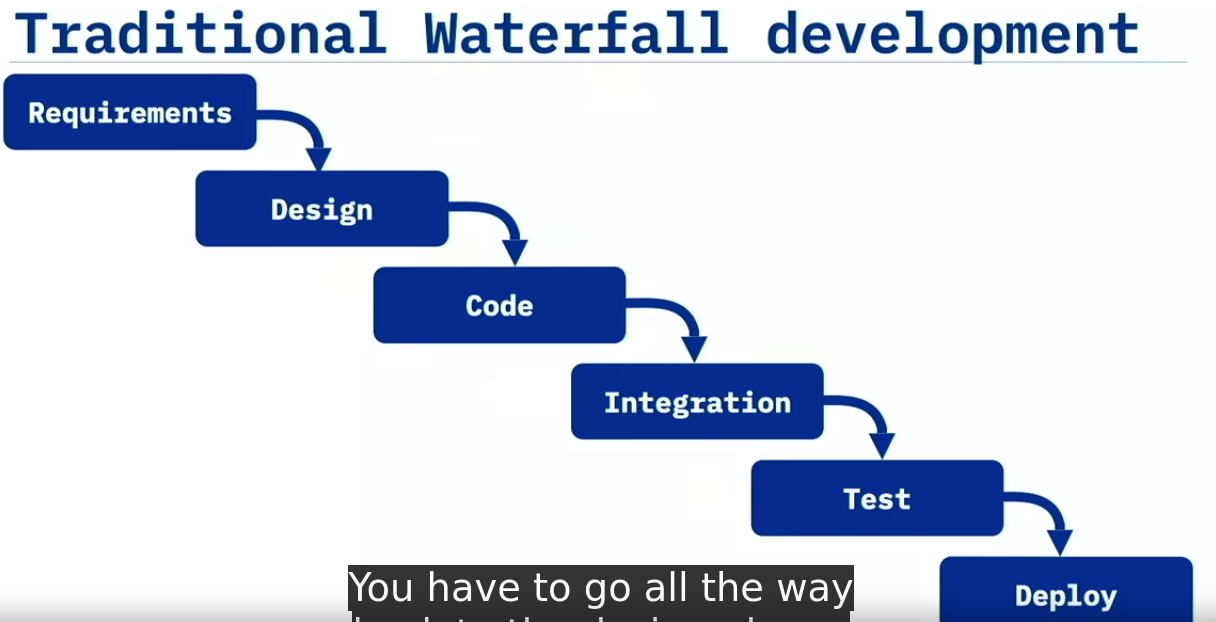 Traditional Waterfall development
Requirements
Design
Code
Integration
Test
Deploy
You have to go all the way